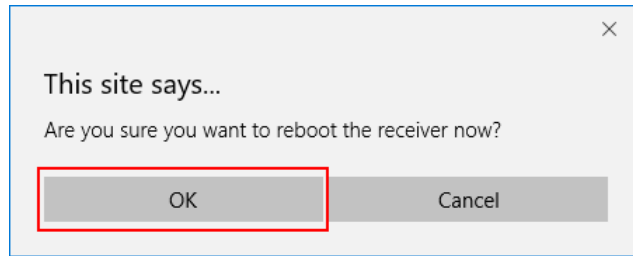 This site says...
Are you sure you want to reboot the receiver now?
OK
Cancel